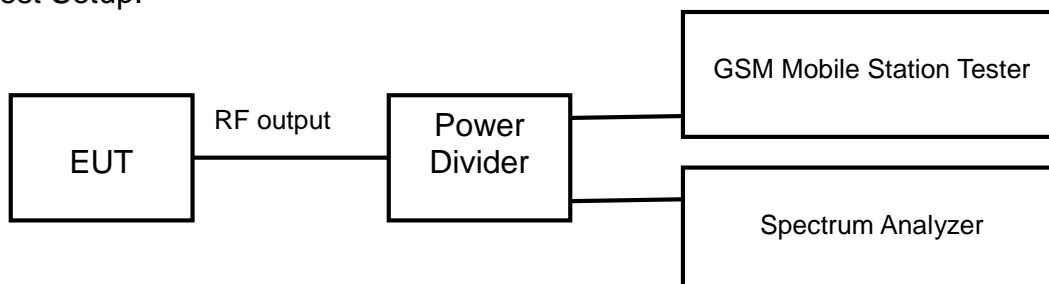 GSM Mobile Station Tester
RF output
EUT
Power
Divider
Spectrum Analyzer